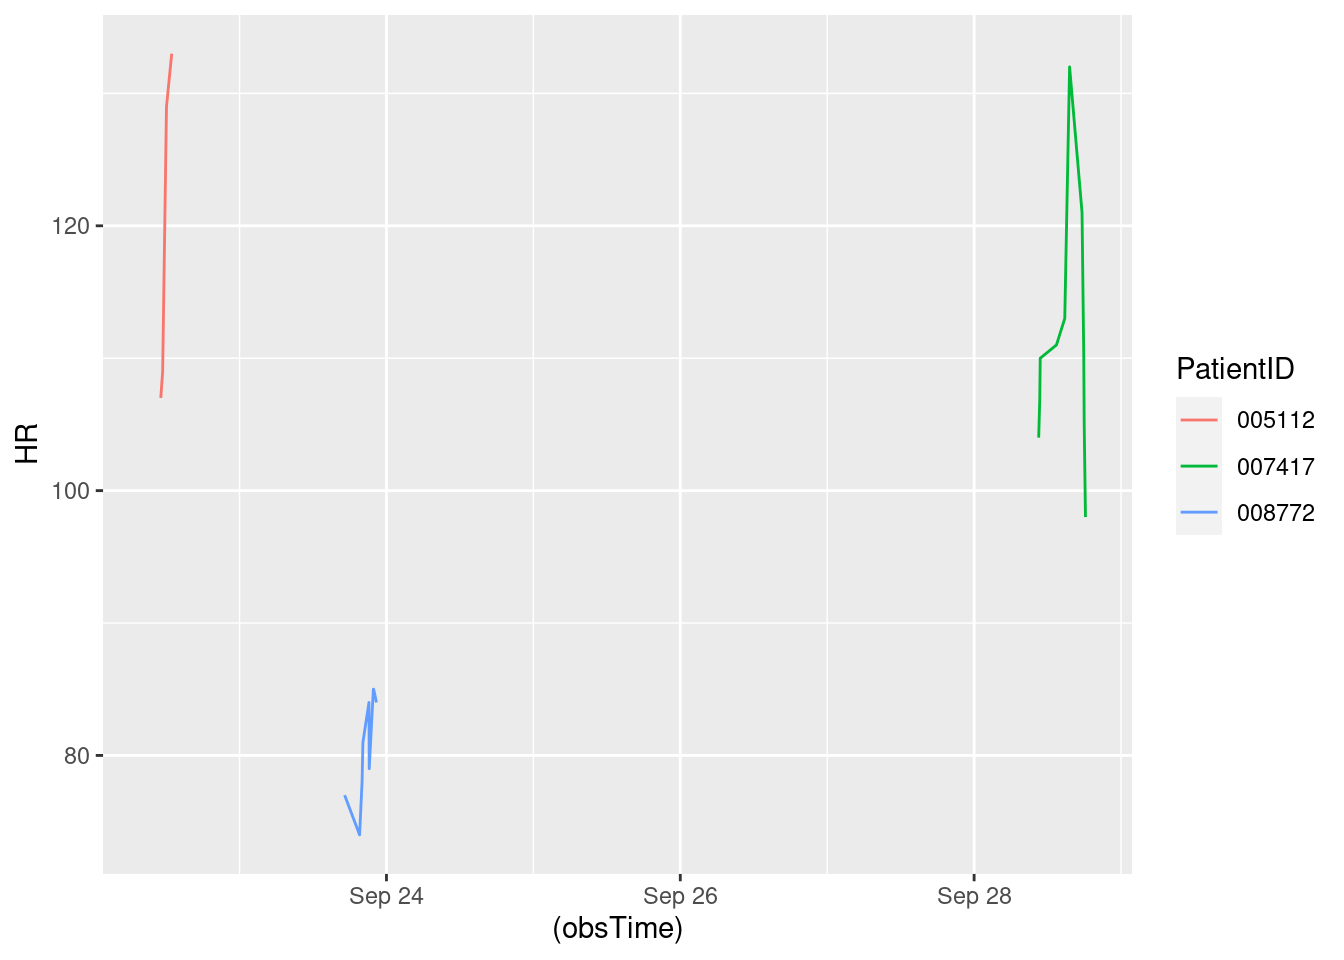 120
100
80
HR
Sep 24
Sep 26
Sep 28
(obsTime)
PatientID
005112
007417
008772